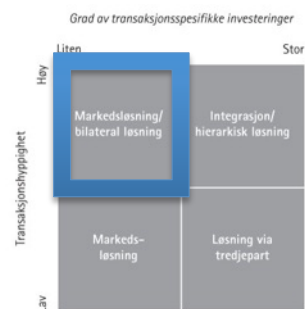 Grad av transaksjonsspesifikke investeringer
Liten Stor
Høy
Transaksjonshyppighet
Lav
Markedsløsning/
bilateral løsning
Integrasjon/
hierarkisk løsning
Markeds-
løsning
Løsning via
tredjepart